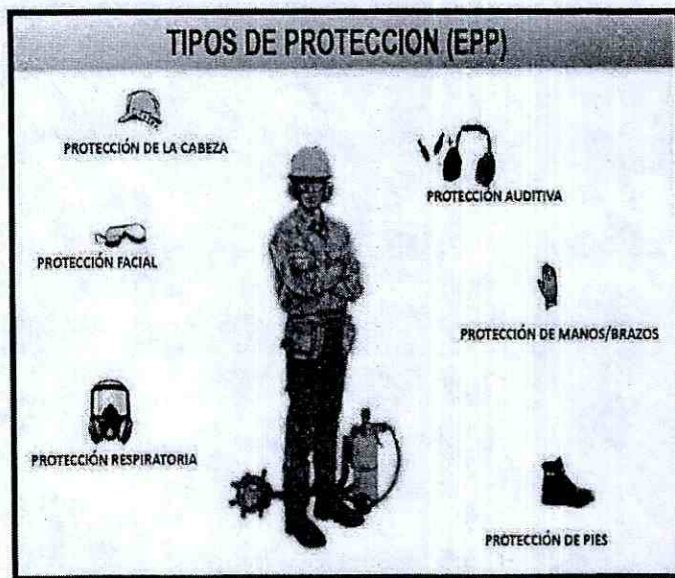 TIPOS DE PROTECCION (EPP)
PROTECCIÓN DE LA CABEZA
PROTECCIÓN AUDITIVA
PROTECCIÓN FACIAL
PROTECCIÓN DE MANOS/BRAZOS
PROTECCIÓN RESPIRATORIA
PROTECCIÓN DE PIES